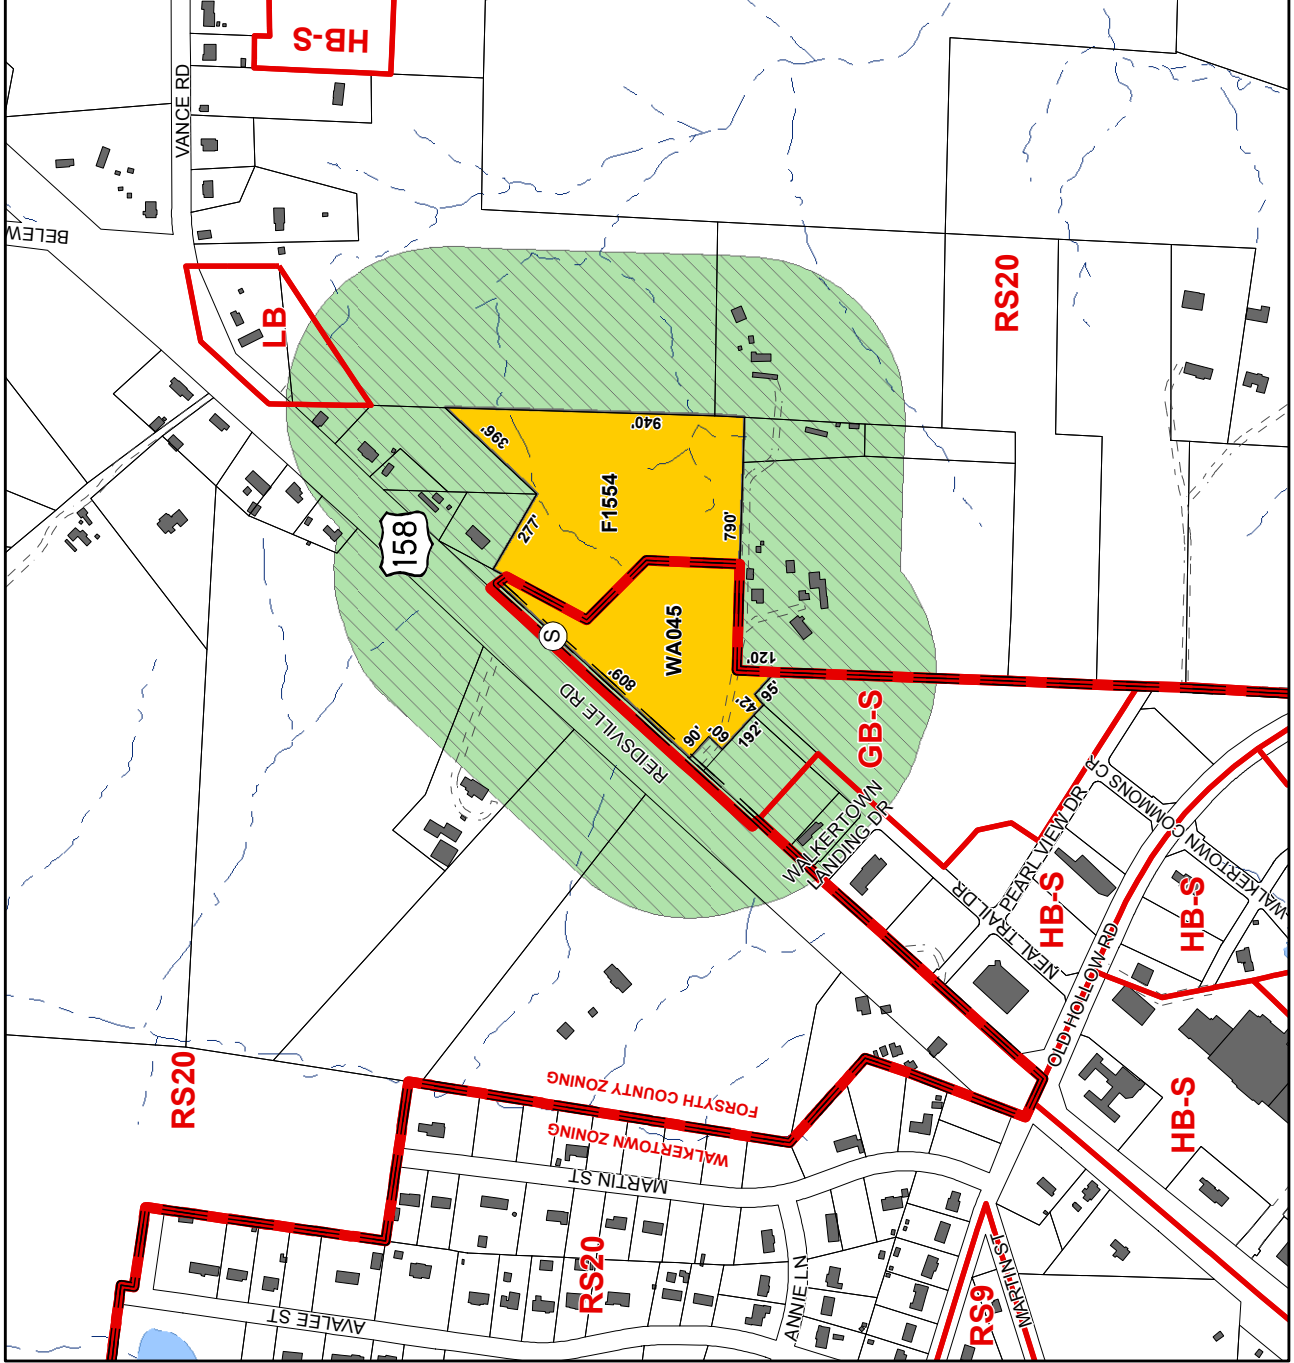 HB-S
VANCE RD
BELEW
LB
RS20
396'
940'
F1554
158
277'
790'
S
WA045
809'
120'
95'
42'
60'
90'
192'
REIDSVILLE RD
GB-S
WALKERTOWN
LANDING DR
PEARL VIEW DR
WALKERTOWN COMMONS CR
NEAL TRAIL DR
HB-S
HB-S
WALKERTOWN
OLD HOLLOW RD
RS20
FORSYTH COUNTY ZONING
WALKERTOWN ZONING
HB-S
MARTIN ST
RS20
ANNIE LN
MARTIN ST
RS9
AVALEE ST